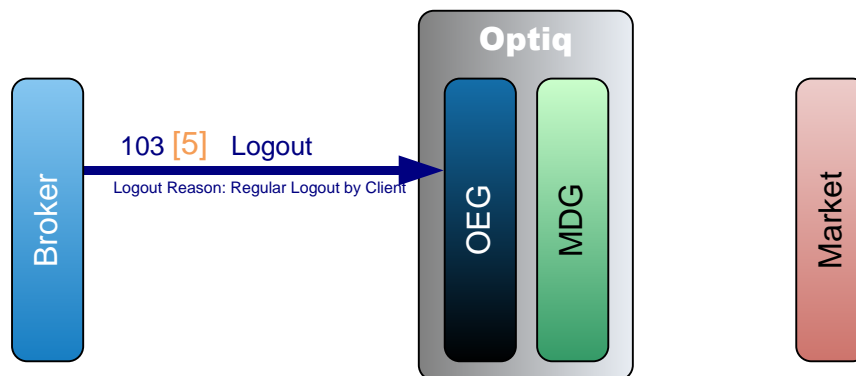 Optiq
103 [5] Logout
Logout Reason: Regular Logout by Client
Broker
OEG
MDG
Market